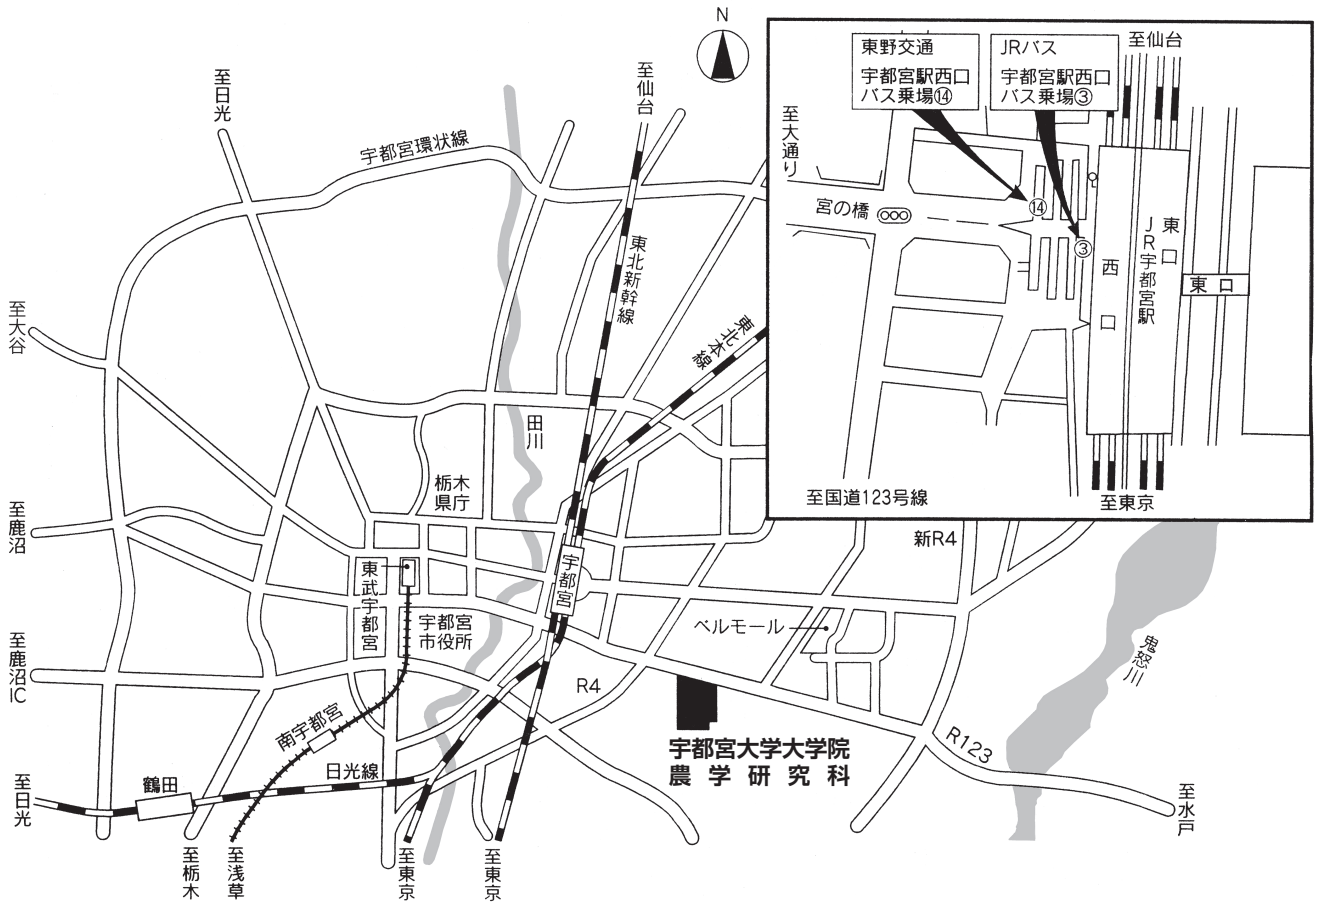 N
至日光
至仙台
宇都宮環状線
東北新幹線
東北本線
至大谷
田川
栃木
県庁
至鹿沼
東武宇都宮
宇都宮
宇都宮
市役所
至鹿沼IC
南宇都宮
R4
日光線
鶴田
至日光
至栃木
至浅草
至東京
至東京
新R4
ベルモール
鬼怒川
宇都宮大学大学院
農学研究科
R123
至水戸
東野交通
宇都宮駅西口
バス乗場⑭
JRバス
宇都宮駅西口
バス乗場③
至仙台
至大通り
宮の橋
⑭
③
西口
JR宇都宮駅
東口
東口
至国道123号線
至東京